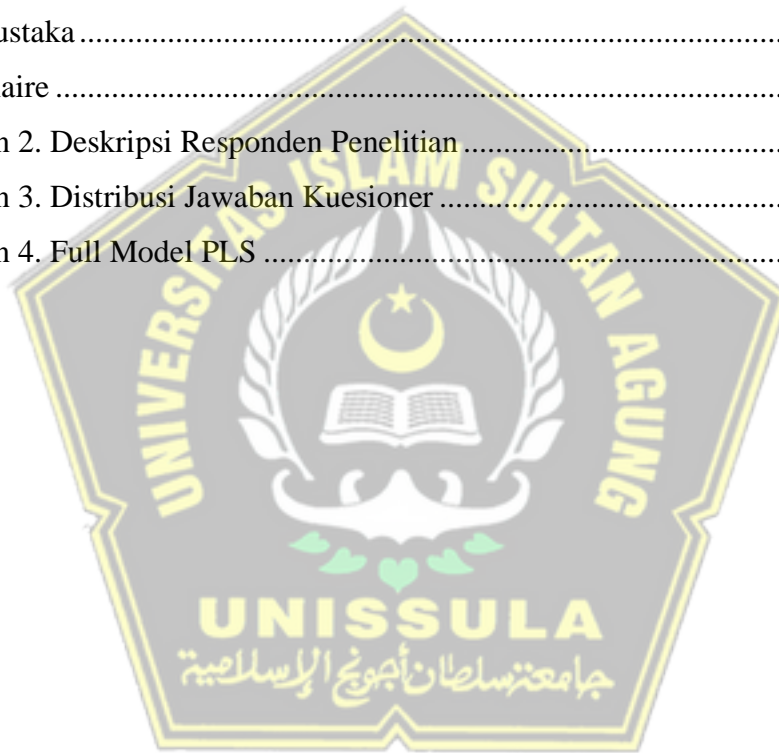 ustaka ........................................................................................................
aire ........................................................................................................
n 2. Deskripsi Responden Penelitian ........................................................
n 3. Distribusi Jawaban Kuesioner ........................................................
n 4. Full Model PLS ........................................................................
UNIVERSITAS ISLAM SULTAN AGUNG
UNISSULA
جامعة سلطان أجونج الإسلامية